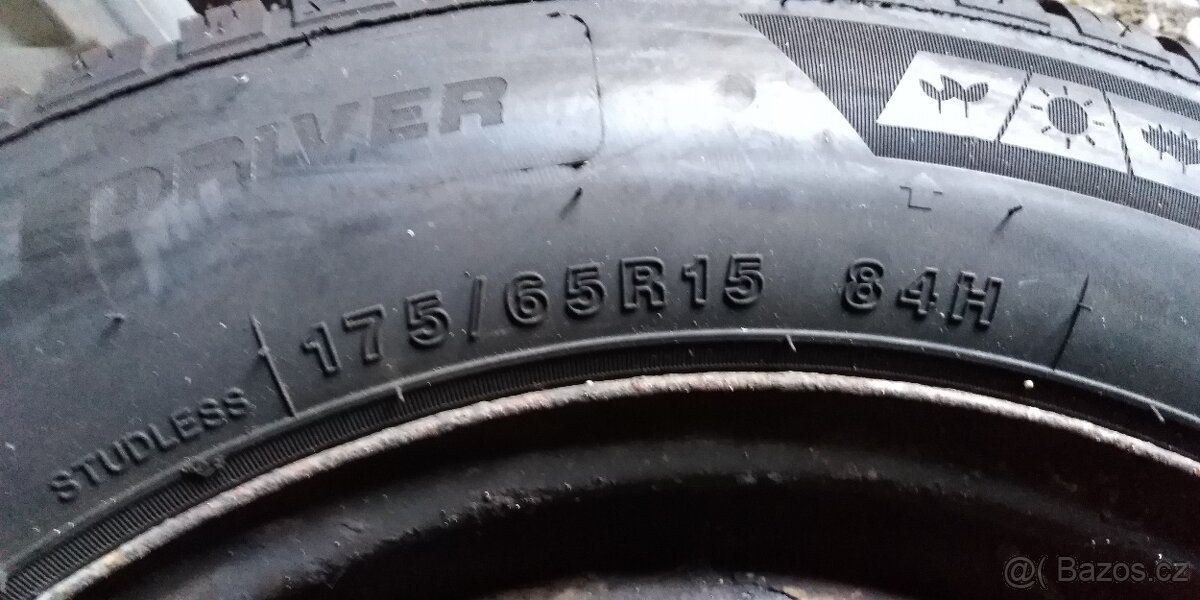 DRIVER
175/65R15 84H
STUDLESS
@( Bazos.cz